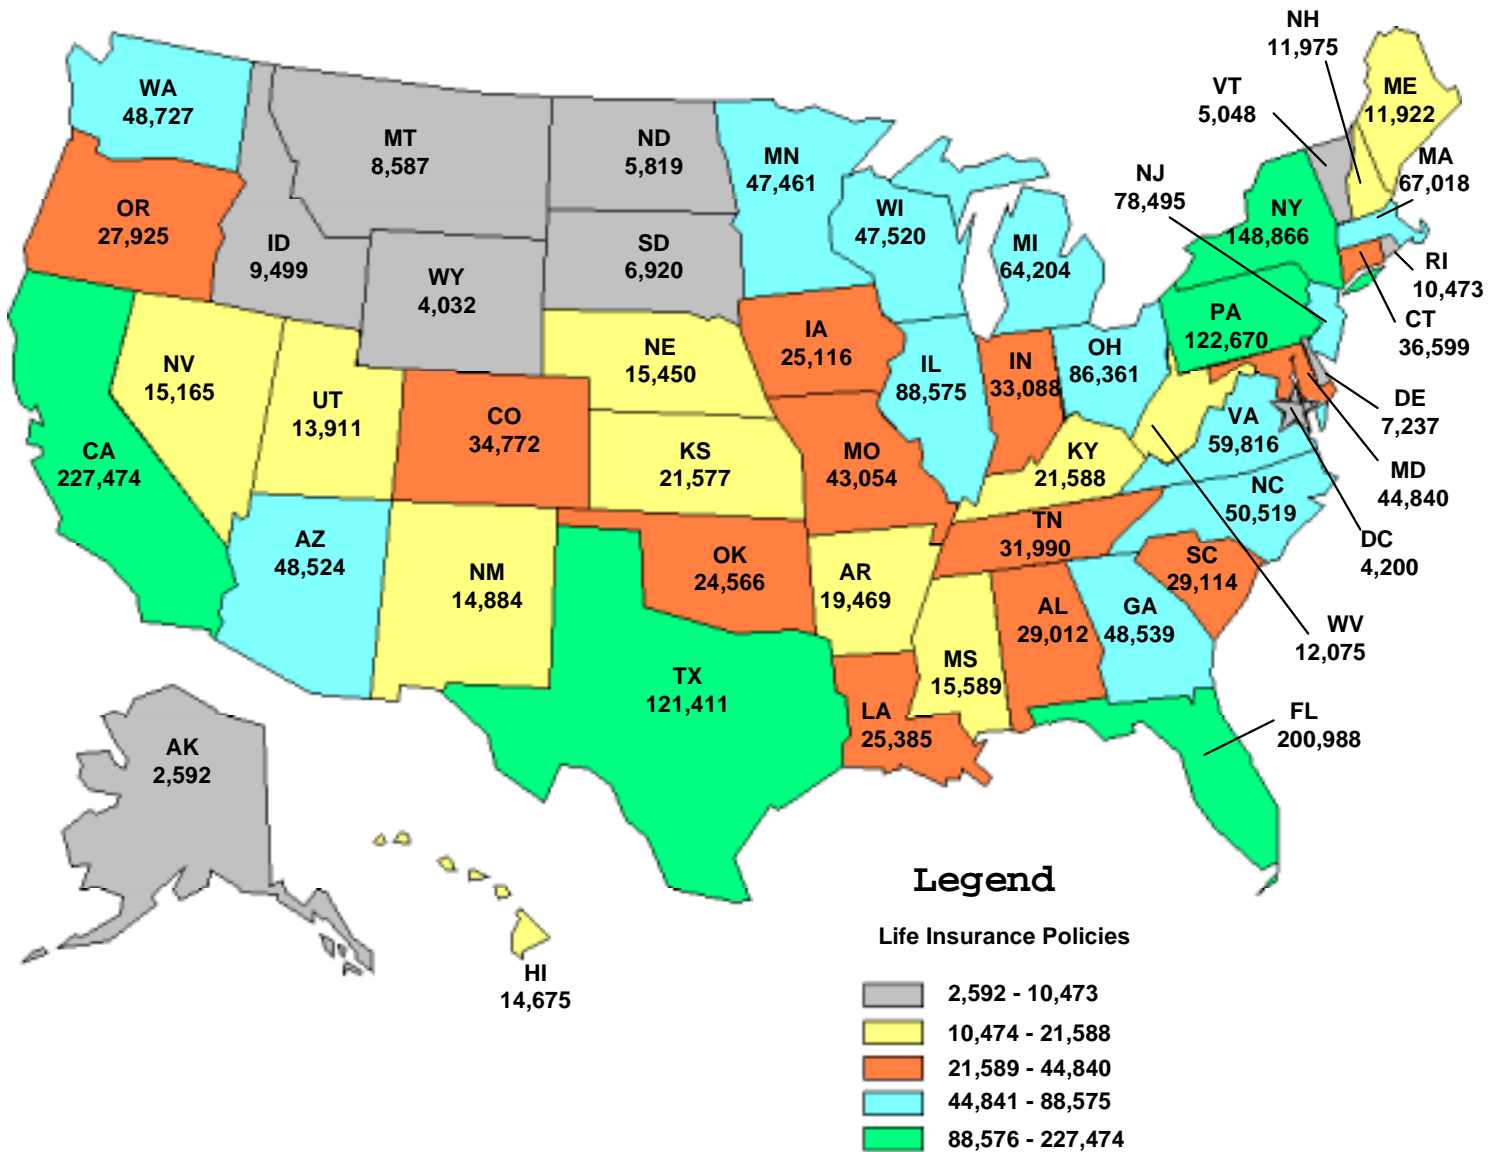 NH
11,975
VT
5,048
ME
11,922
WA
48,727
MT
8,587
ND
5,819
MN
47,461
NJ
78,495
MA
67,018
OR
27,925
ID
9,499
WY
4,032
SD
6,920
WI
47,520
MI
64,204
NY
148,866
RI
10,473
CT
36,599
PA
122,670
NV
15,165
UT
13,911
CO
34,772
NE
15,450
IA
25,116
IL
88,575
IN
33,088
OH
86,361
DE
7,237
VA
59,816
MD
44,840
CA
227,474
KS
21,577
MO
43,054
KY
21,588
NC
50,519
DC
4,200
AZ
48,524
NM
14,884
OK
24,566
AR
19,469
TN
31,990
SC
29,114
WV
12,075
TX
121,411
LA
25,385
MS
15,589
AL
29,012
GA
48,539
FL
200,988
AK
2,592
HI
14,675
Legend
Life Insurance Policies
2,592 - 10,473
10,474 - 21,588
21,589 - 44,840
44,841 - 88,575
88,576 - 227,474